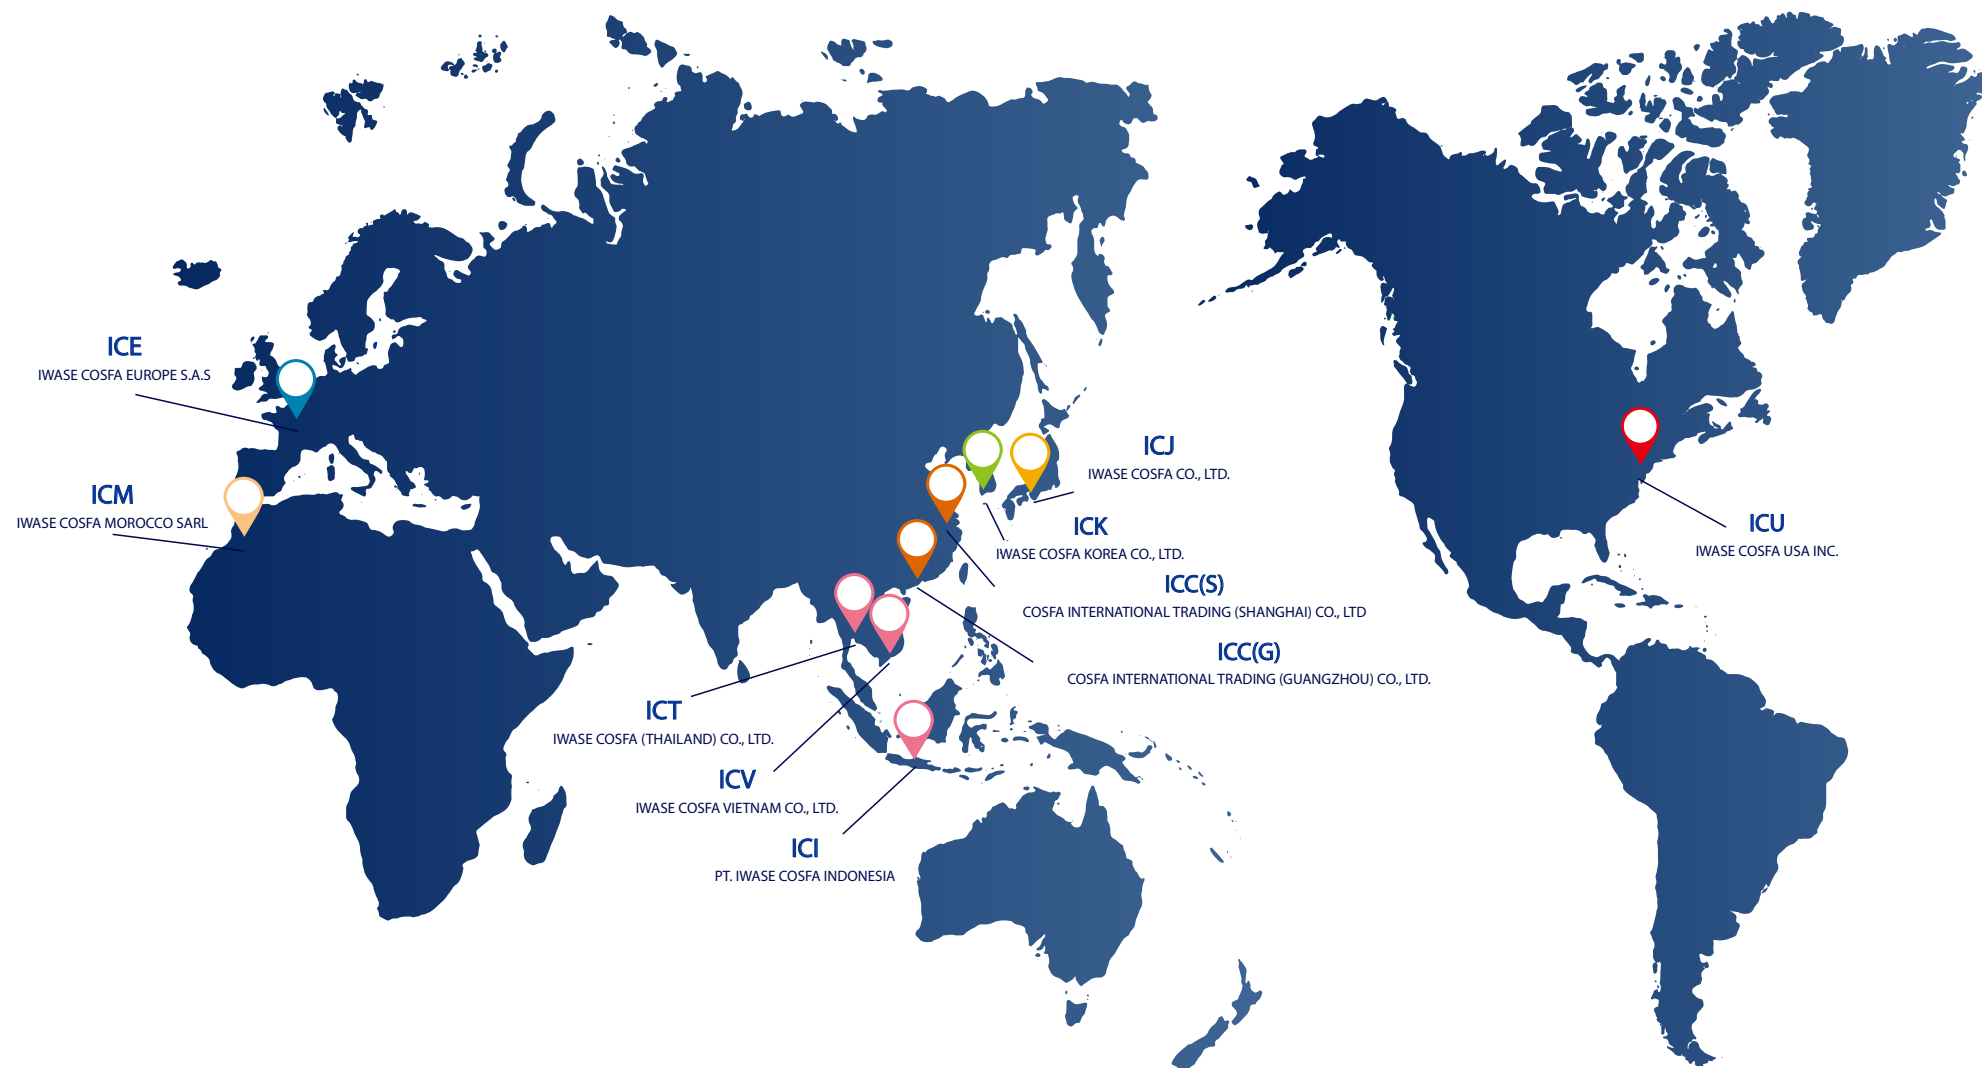 ICE
IWASE COSFA EUROPE S.A.S
ICM
IWASE COSFA MOROCCO SARL
ICJ
IWASE COSFA CO., LTD.
ICK
IWASE COSFA KOREA CO., LTD.
ICU
IWASE COSFA USA INC.
ICC(S)
COSFA INTERNATIONAL TRADING (SHANGHAI) CO., LTD
ICC(G)
COSFA INTERNATIONAL TRADING (GUANGZHOU) CO., LTD.
ICT
IWASE COSFA (THAILAND) CO., LTD.
ICV
IWASE COSFA VIETNAM CO., LTD.
ICI
PT. IWASE COSFA INDONESIA